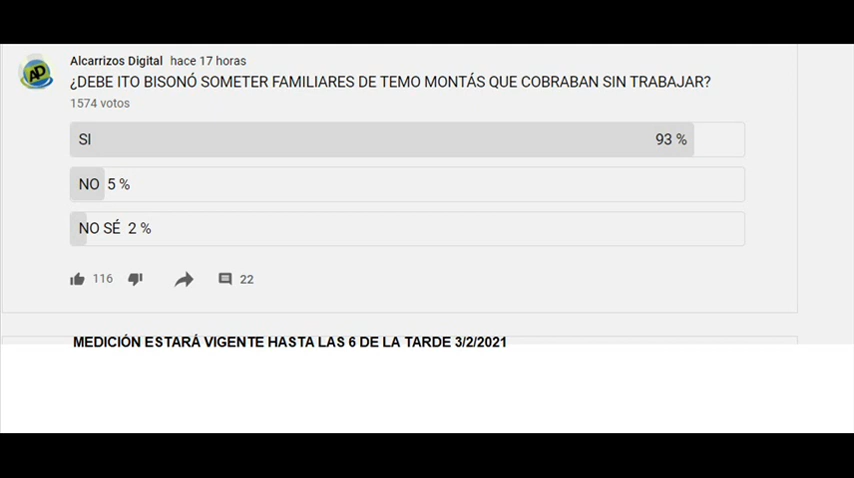 AD
Alcarrizos Digital hace 17 horas
¿DEBE ITO BISONÓ SOMETER FAMILIARES DE TEMO MONTÁS QUE COBRABAN SIN TRABAJAR?
1574 votos
SI 93 %
NO 5 %
NO SÉ 2 %
116 22
MEDICIÓN ESTARÁ VIGENTE HASTA LAS 6 DE LA TARDE 3/2/2021